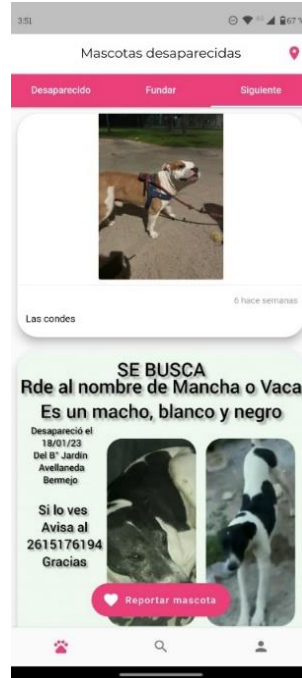 3:51
67 %
Mascotas desaparecidas
Desaparecido Fundar Siguiente
6 hace semanas
Las condes
SE BUSCA
Rde al nombre de Mancha o Vaca
Es un macho, blanco y negro
Desapareció el
18/01/23
Del B° Jardín
Avellaneda
Bermejo
Si lo ves
Avisa al
2615176194
Gracias
Reportar mascota